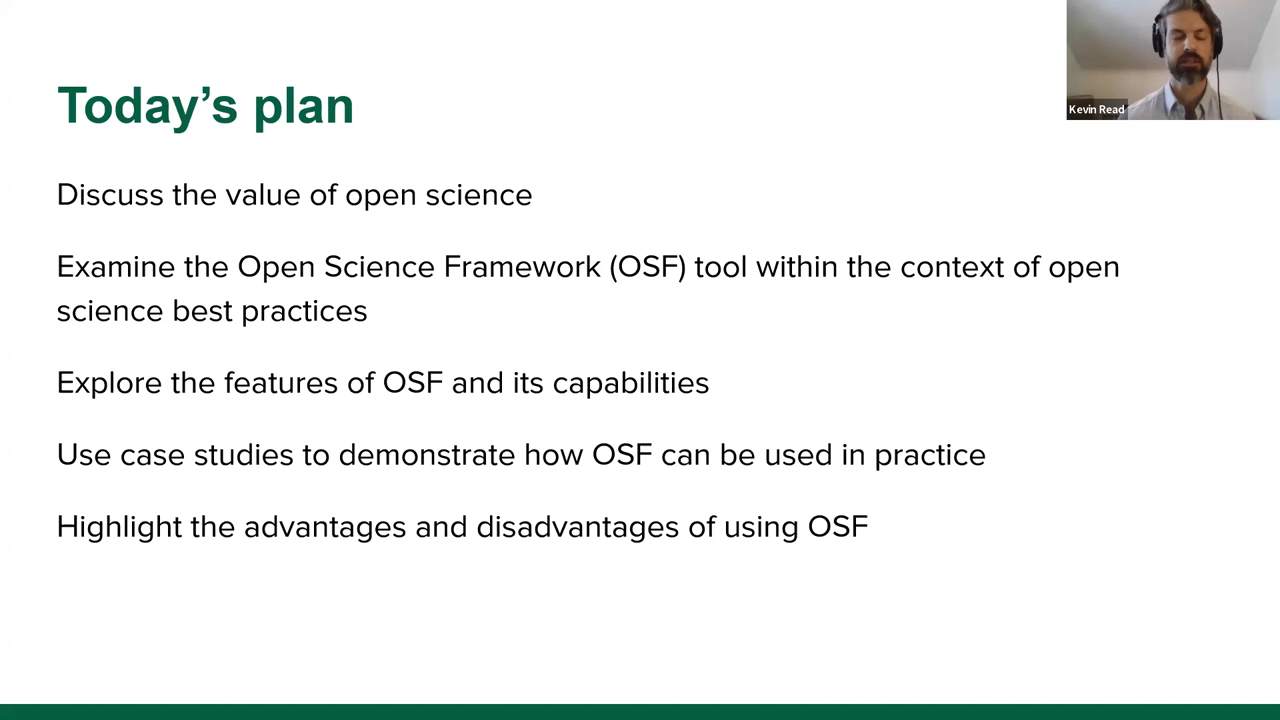 Today’s plan
Kevin Read
Discuss the value of open science
Examine the Open Science Framework (OSF) tool within the context of open
science best practices
Explore the features of OSF and its capabilities
Use case studies to demonstrate how OSF can be used in practice
Highlight the advantages and disadvantages of using OSF